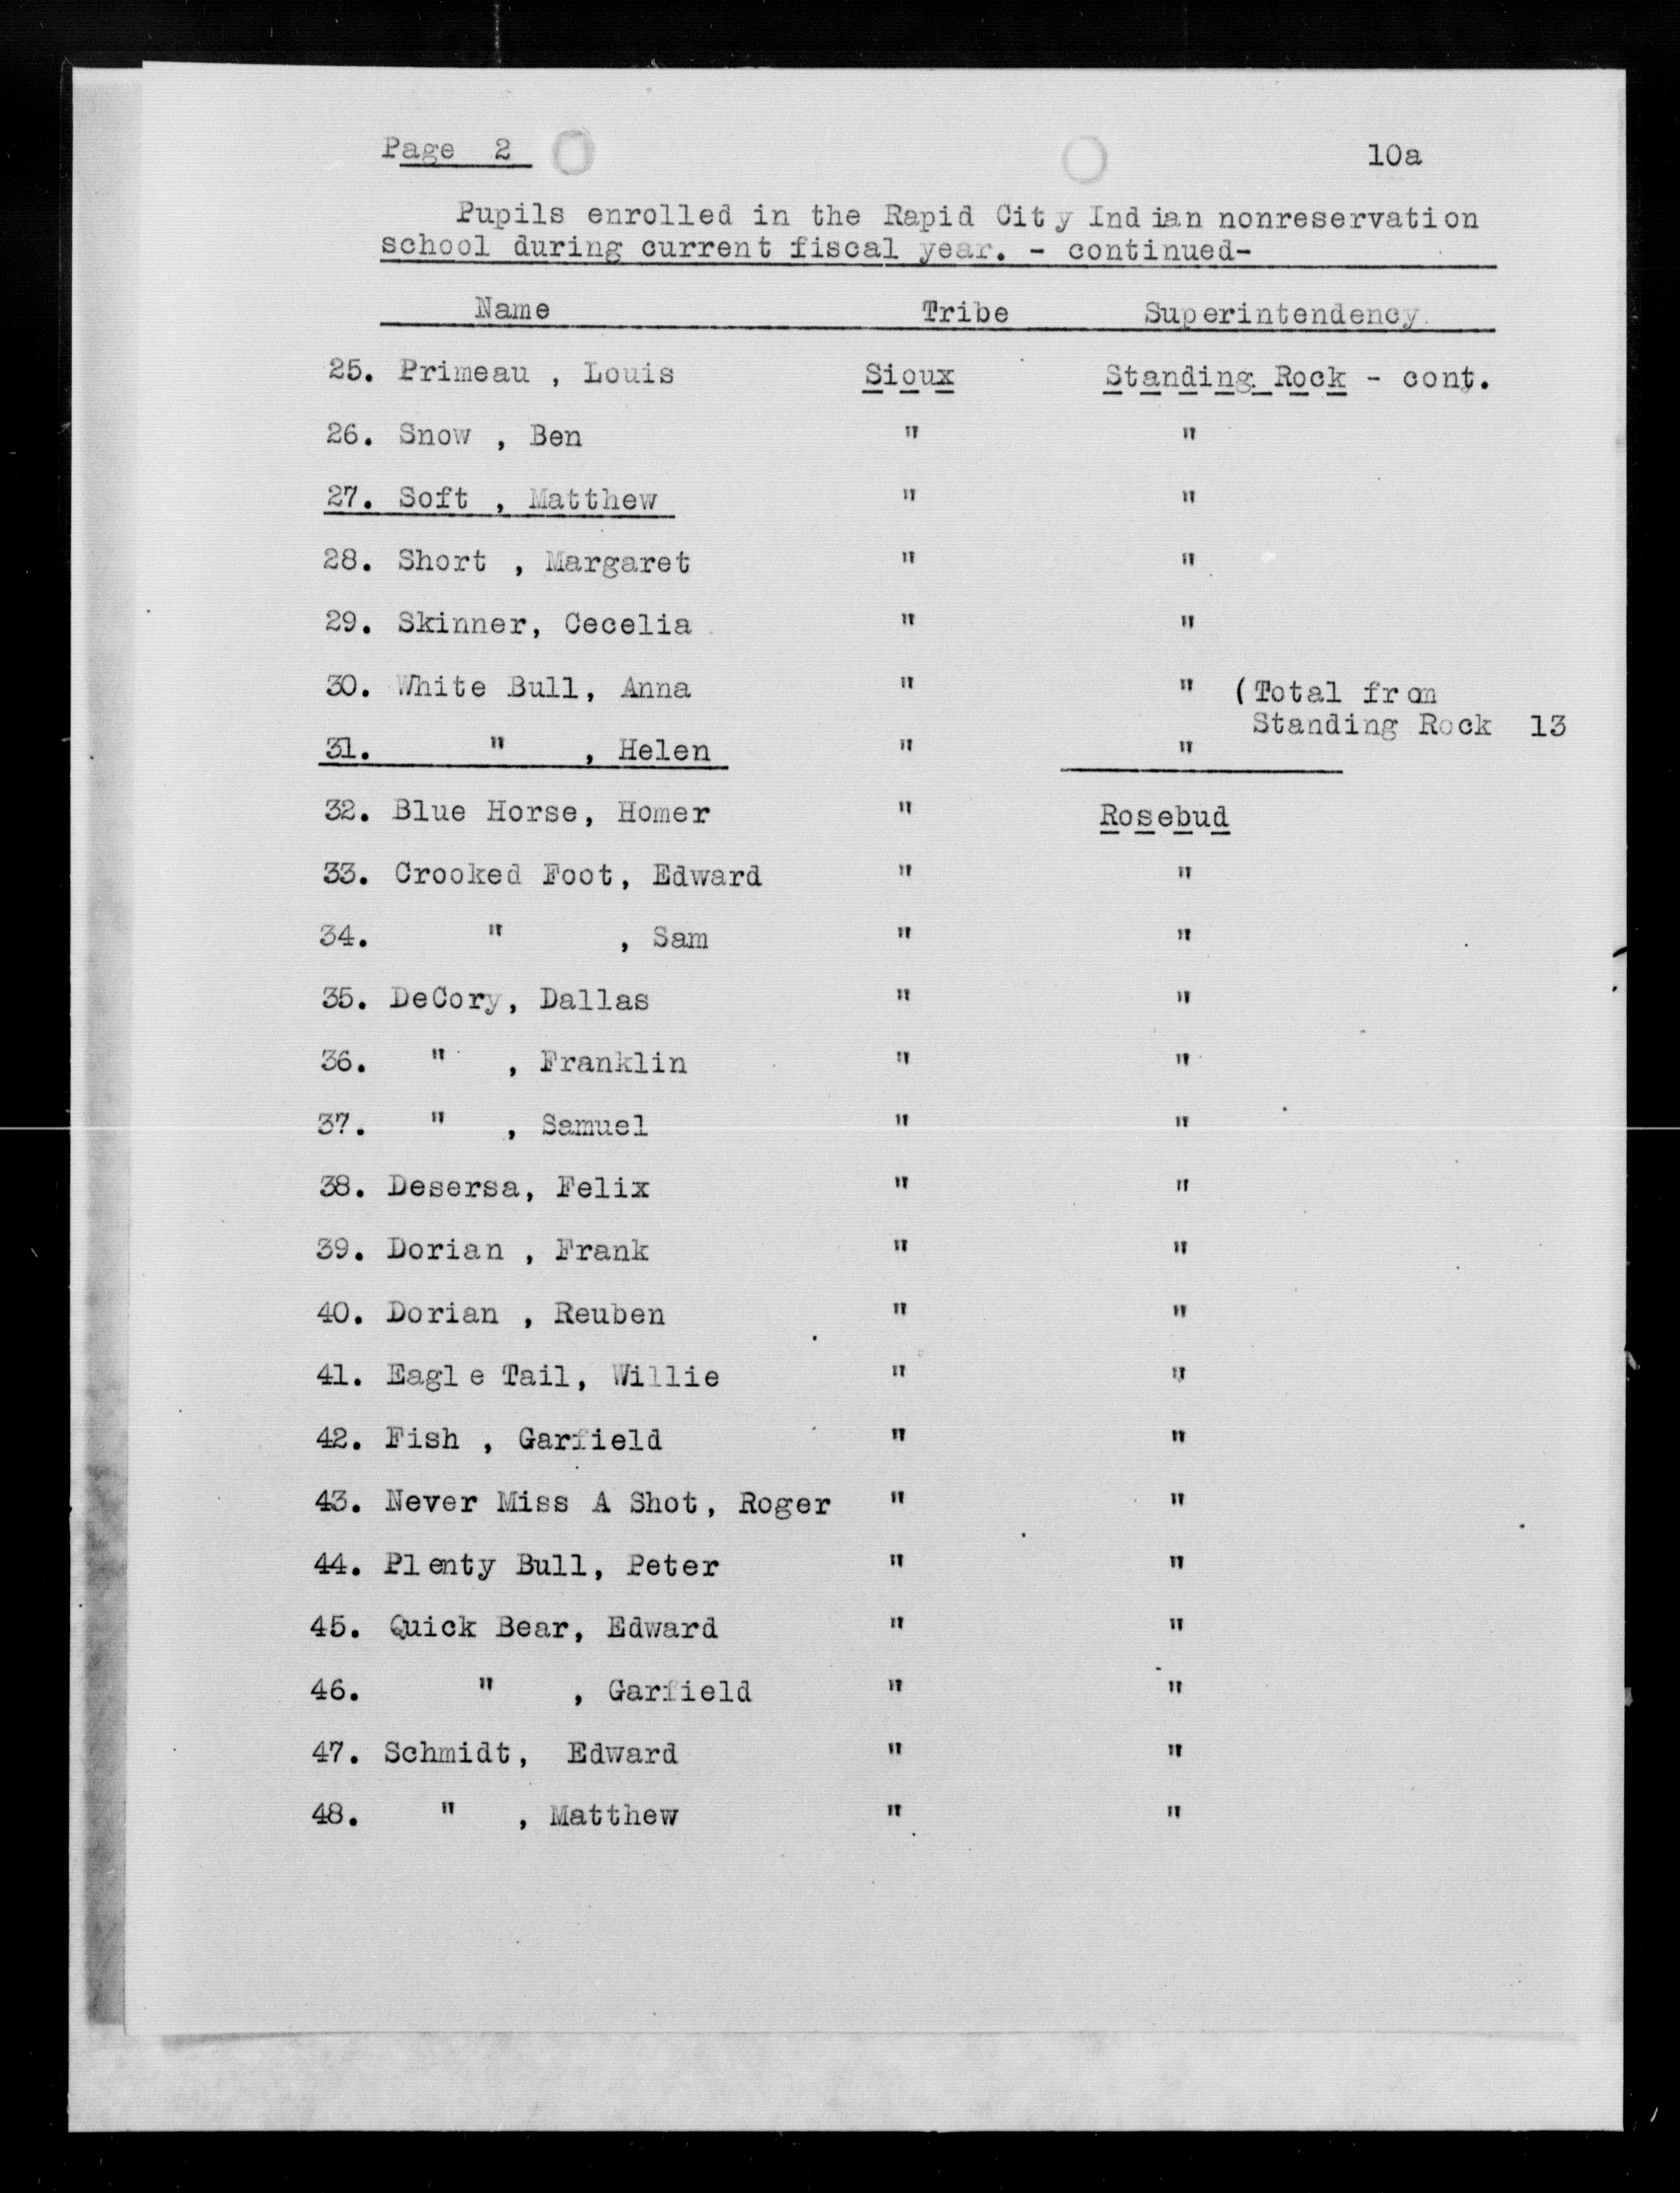 Page 2 10a
Pupils enrolled in the Rapid City Indian nonreservation
school during current fiscal year. - continued-
Name Tribe Superintendency.
25. Primeau , Louis Sioux Standing Rock - cont.
26. Snow , Ben " "
27. Soft , Matthew " "
28. Short , Margaret " "
29. Skinner, Cecelia " "
30. White Bull, Anna " " (Total from
Standing Rock 13
31. " , Helen " "
32. Blue Horse, Homer " Rosebud
33. Crooked Foot, Edward " "
34. " , Sam " "
35. DeCory, Dallas " "
36. " , Franklin " "
37. " , Samuel " "
38. Desersa, Felix " "
39. Dorian , Frank " "
40. Dorian , Reuben " "
41. Eagle Tail, Willie " "
42. Fish , Garfield " "
43. Never Miss A Shot, Roger " "
44. Plenty Bull, Peter " "
45. Quick Bear, Edward " "
46. " , Garfield " "
47. Schmidt, Edward " "
48. " , Matthew " "